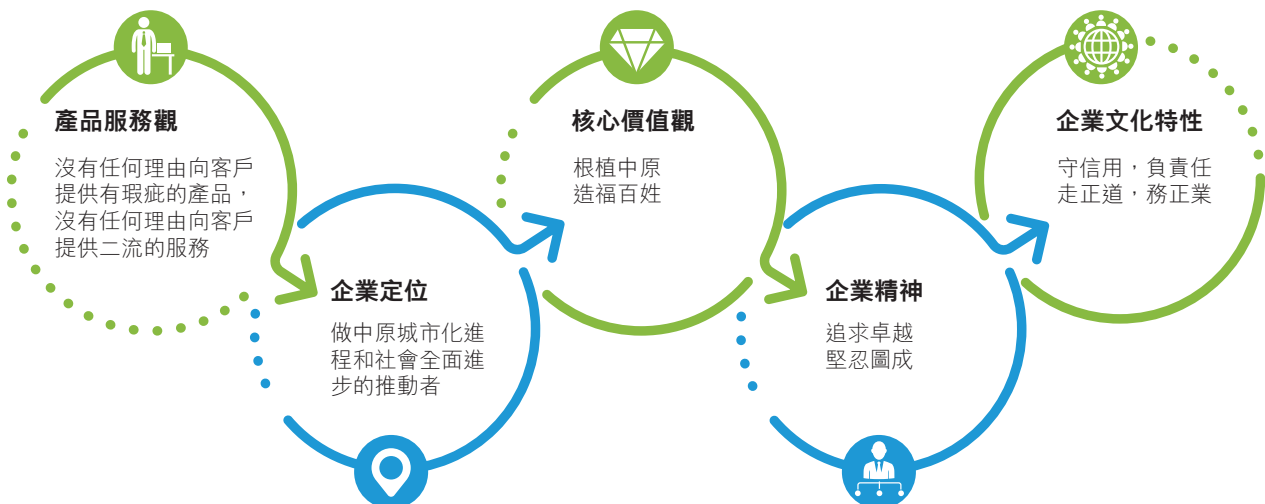 產品服務觀
沒有任何理由向客戶
提供有瑕疵的產品，
沒有任何理由向客戶
提供二流的服務
企業定位
做中原城市化進
程和社會全面進
步的推動者
核心價值觀
根植中原
造福百姓
企業精神
追求卓越
堅忍圖成
企業文化特性
守信用，負責任
走正道，務正業